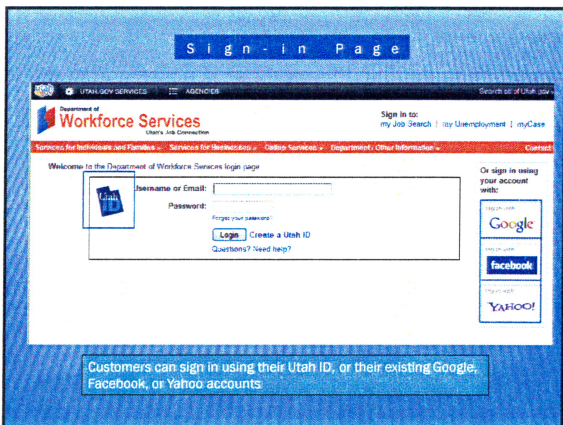 Sign-in Page
UTAH.GOV SERVICES AGENCIES Search all of Utah.gov
Department of
Workforce Services
Utah's Job Connection
Sign in to:
my Job Search | my Unemployment | myCase
Services for Individuals and Families Services for Businesses Online Services Department / Other Information Contact
Welcome to the Department of Workforce Services login page
Utah
ID
Username or Email:
Password:
Forgot your password?
Login Create a Utah ID
Questions? Need help?
Or sign in using
your account
with:
Google
facebook
YAHOO!
Customers can sign in using their Utah ID, or their existing Google,
Facebook, or Yahoo accounts